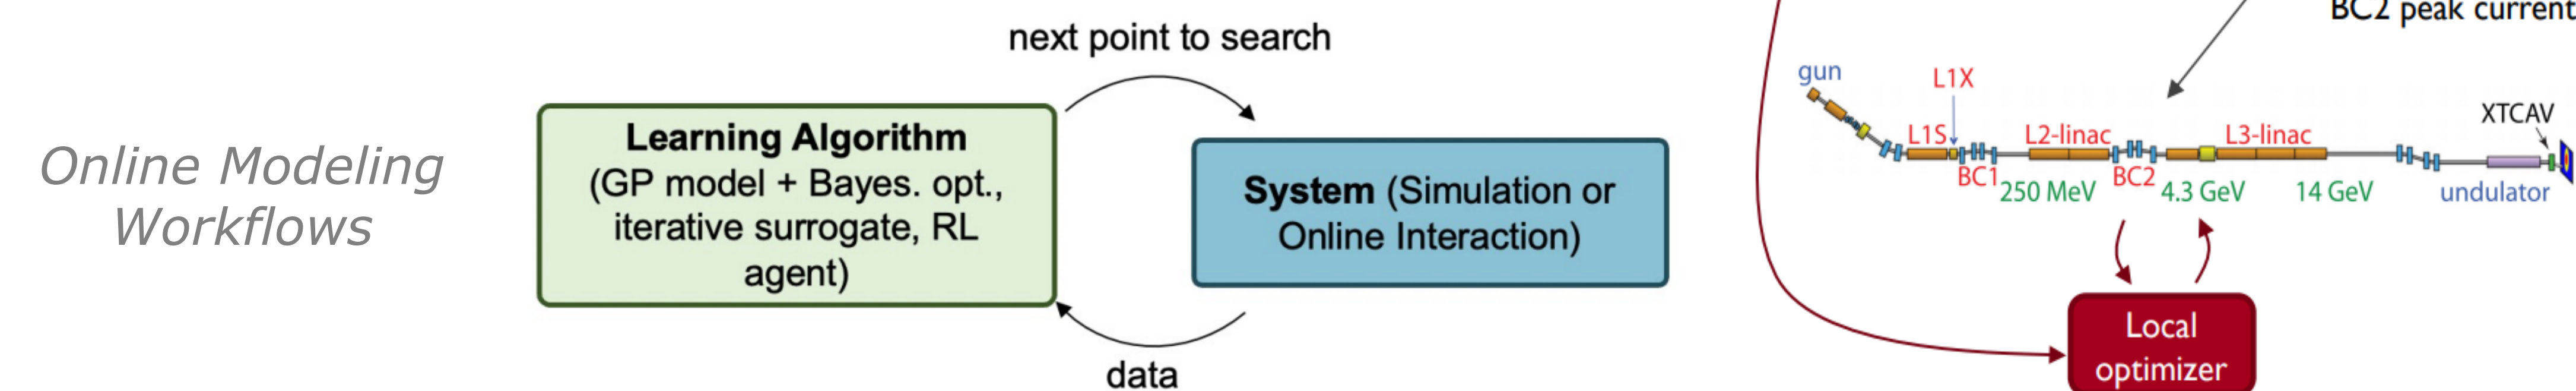 Online Modeling
Workflows
next point to search
Learning Algorithm
(GP model + Bayes. opt.,
iterative surrogate, RL
agent)
System (Simulation or
Online Interaction)
data
BC2 peak current
gun
L1X
XTCAV
L1S
L2-linac
L3-linac
BC1
250 MeV
BC2
4.3 GeV
14 GeV
undulator
Local
optimizer